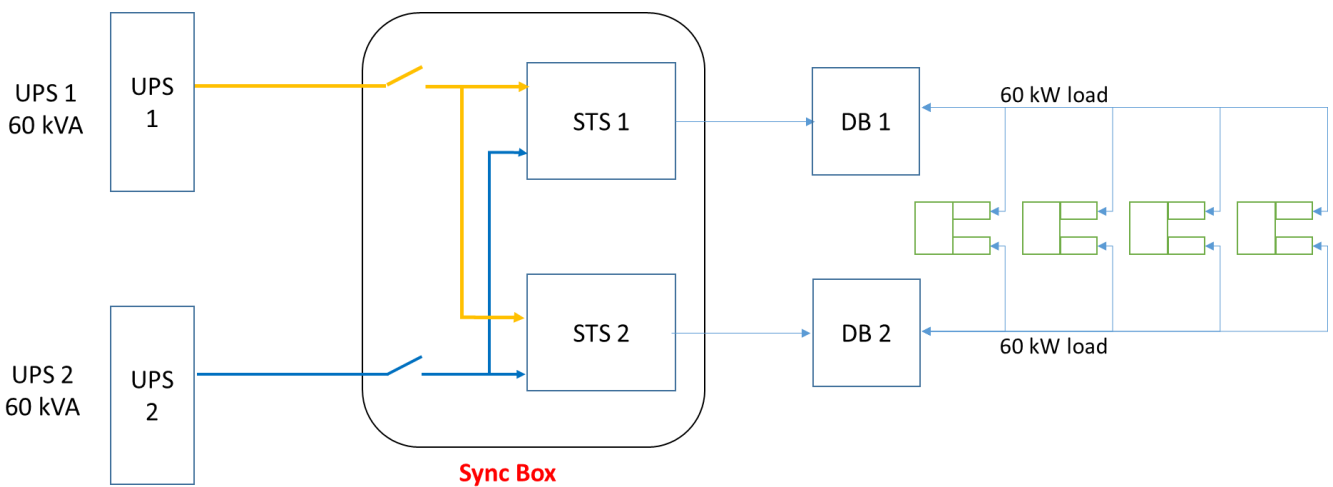 UPS 1
60 kVA
UPS
1
STS 1
DB 1
60 kW load
UPS 2
60 kVA
UPS
2
STS 2
DB 2
60 kW load
Sync Box